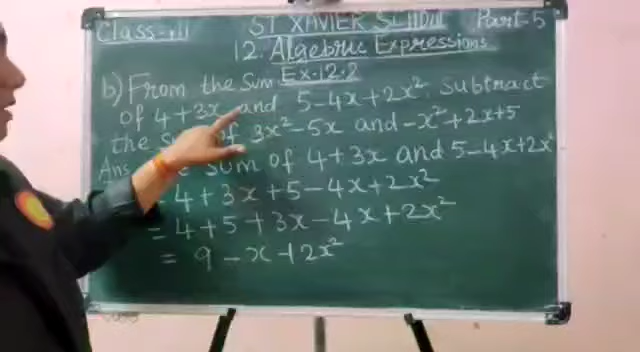 Class-VII ST XAVIER SCHOOL Part-5
12. Algebric Expressions
Ex.12.2
b) From the sum
of 4+3x and 5-4x+2x², subtract
the sum of 3x²-5x and -x²+2x+5
Ans. The sum of 4+3x and 5-4x+2x²
= 4+3x+5-4x+2x²
= 4+5+3x-4x+2x²
= 9-x+2x²